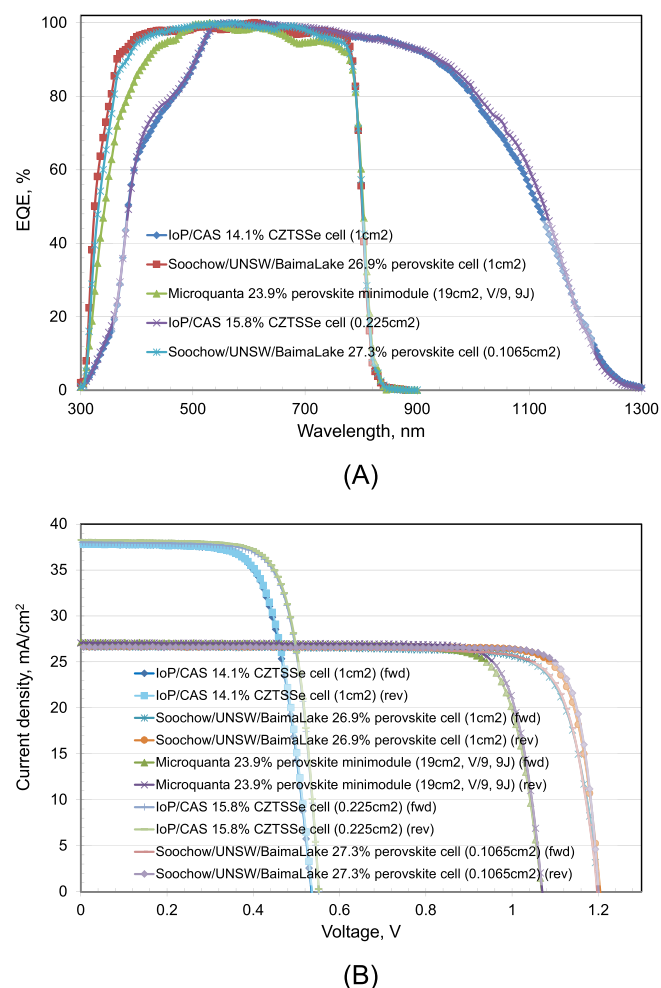 100
80
60
40
20
0
EQE, %
IoP/CAS 14.1% CZTSSe cell (1cm2)
Soochow/UNSW/BaimaLake 26.9% perovskite cell (1cm2)
Microquanta 23.9% perovskite minimodule (19cm2, V/9, 9J)
IoP/CAS 15.8% CZTSSe cell (0.225cm2)
Soochow/UNSW/BaimaLake 27.3% perovskite cell (0.1065cm2)
300 500 700 900 1100 1300
Wavelength, nm
(A)
40
35
30
25
20
15
10
5
0
Current density, mA/cm²
IoP/CAS 14.1% CZTSSe cell (1cm2) (fwd)
IoP/CAS 14.1% CZTSSe cell (1cm2) (rev)
Soochow/UNSW/BaimaLake 26.9% perovskite cell (1cm2) (fwd)
Soochow/UNSW/BaimaLake 26.9% perovskite cell (1cm2) (rev)
Microquanta 23.9% perovskite minimodule (19cm2, V/9, 9J) (fwd)
Microquanta 23.9% perovskite minimodule (19cm2, V/9, 9J) (rev)
IoP/CAS 15.8% CZTSSe cell (0.225cm2) (fwd)
IoP/CAS 15.8% CZTSSe cell (0.225cm2) (rev)
Soochow/UNSW/BaimaLake 27.3% perovskite cell (0.1065cm2) (fwd)
Soochow/UNSW/BaimaLake 27.3% perovskite cell (0.1065cm2) (rev)
0 0.2 0.4 0.6 0.8 1 1.2
Voltage, V
(B)